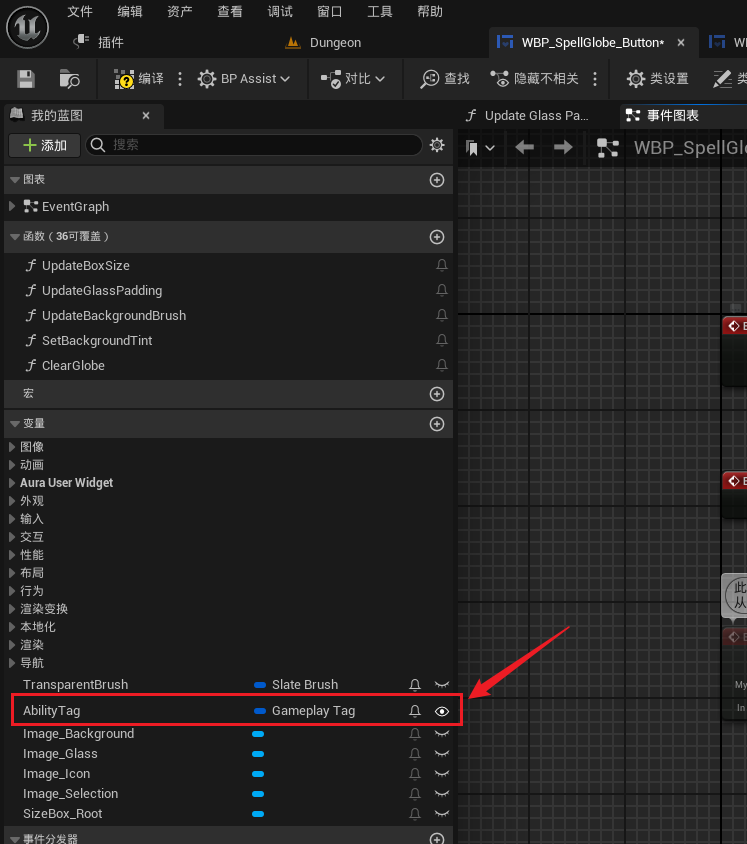 文件 编辑 资产 查看 调试 窗口 工具 帮助
插件 Dungeon WBP_SpellGlobe_Button* × W
编译 BP Assist 对比 查找 隐藏不相关 类设置 类
我的蓝图 × Update Glass Pa... 事件图表
添加 搜索 WBP_SpellGlo
图表
EventGraph
函数（36可覆盖）
UpdateBoxSize
UpdateGlassPadding
UpdateBackgroundBrush
SetBackgroundTint
ClearGlobe
宏
变量
图像
动画
Aura User Widget
外观
输入
交互
性能
布局
行为
渲染变换
本地化
渲染
导航
TransparentBrush Slate Brush
AbilityTag Gameplay Tag
Image_Background
Image_Glass
Image_Icon
Image_Selection
SizeBox_Root
事件分发器
此
从
My
In